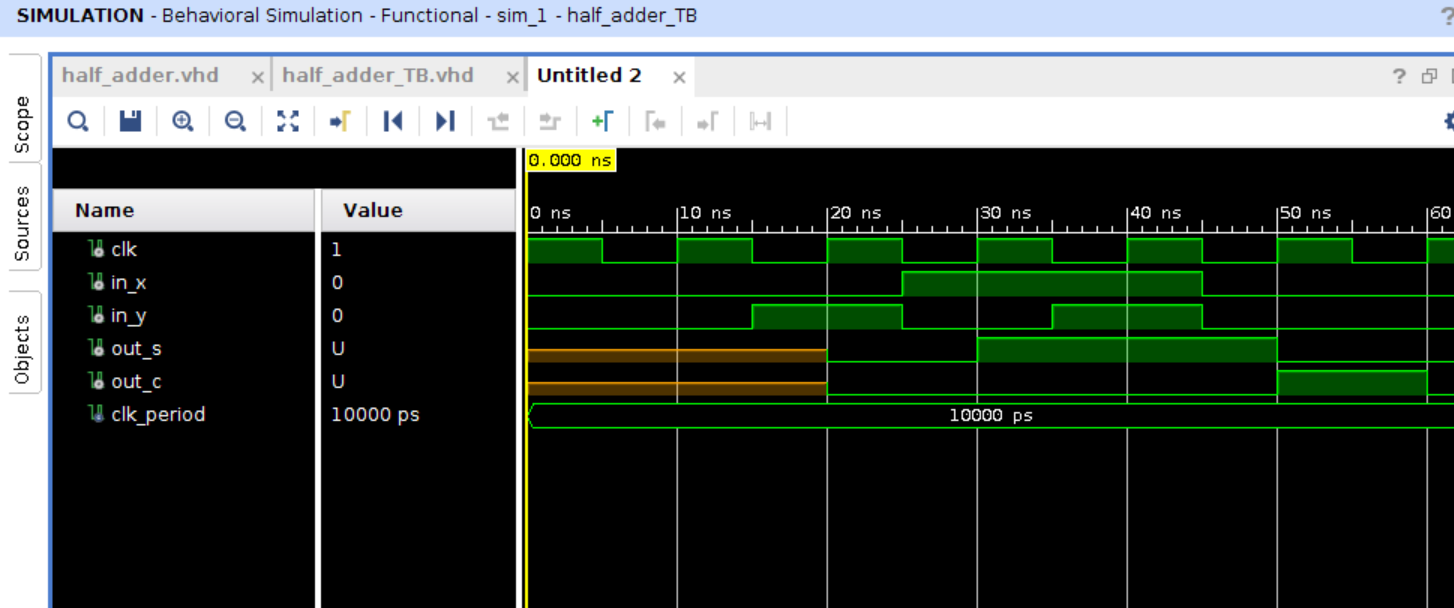 SIMULATION - Behavioral Simulation - Functional - sim_1 - half_adder_TB
?
half_adder.vhd
half_adder_TB.vhd
Untitled 2
?
Scope
Sources
Objects
0.000 ns
Name Value
0 ns 10 ns 20 ns 30 ns 40 ns 50 ns 60
clk 1
in_x 0
in_y 0
out_s U
out_c U
clk_period 10000 ps 10000 ps